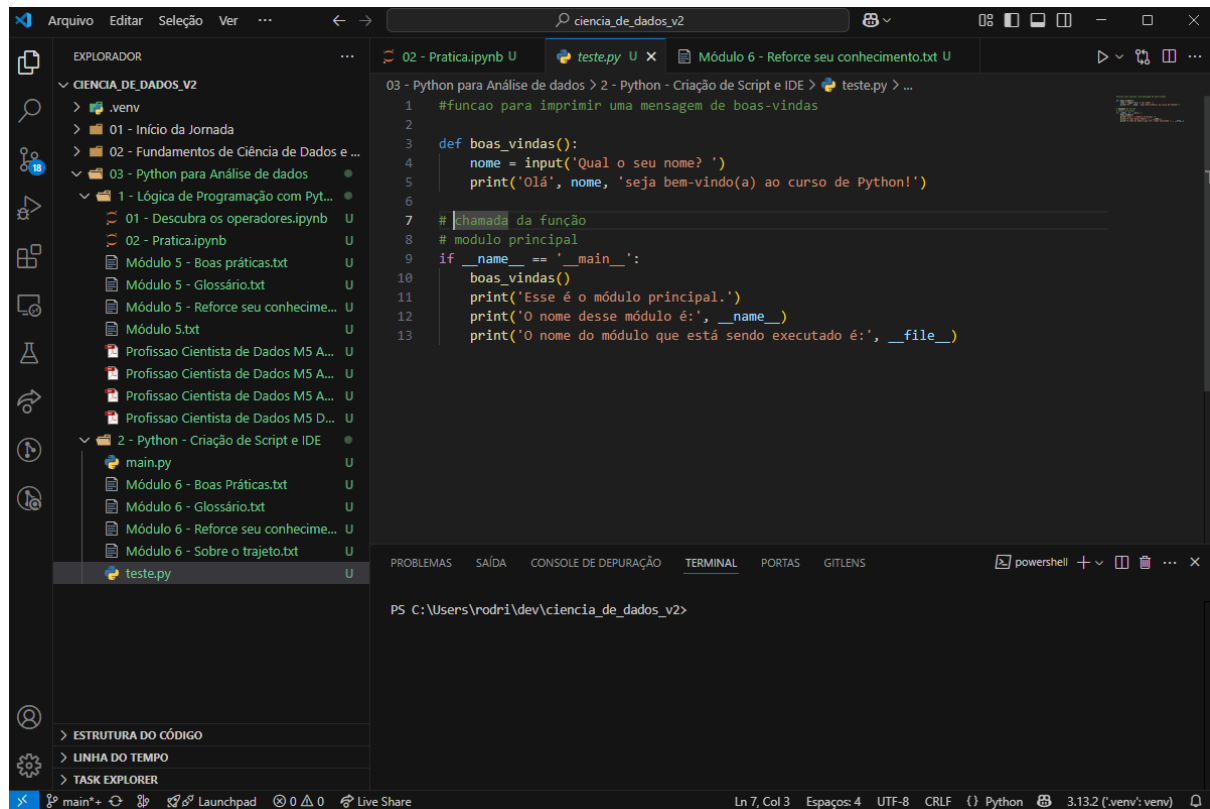 Arquivo Editar Seleção Ver ··· ciencia_de_dados_v2
EXPLORADOR
CIENCIA_DE_DADOS_V2
.venv
01 - Início da Jornada
02 - Fundamentos de Ciência de Dados e ...
03 - Python para Análise de dados
1 - Lógica de Programação com Pyt...
01 - Descubra os operadores.ipynb U
02 - Pratica.ipynb U
Módulo 5 - Boas práticas.txt U
Módulo 5 - Glossário.txt U
Módulo 5 - Reforce seu conhecime... U
Módulo 5.txt U
Profissao Cientista de Dados M5 A... U
Profissao Cientista de Dados M5 A... U
Profissao Cientista de Dados M5 A... U
Profissao Cientista de Dados M5 D... U
2 - Python - Criação de Script e IDE
main.py U
Módulo 6 - Boas Práticas.txt U
Módulo 6 - Glossário.txt U
Módulo 6 - Reforce seu conhecime... U
Módulo 6 - Sobre o trajeto.txt U
teste.py U
ESTRUTURA DO CÓDIGO
LINHA DO TEMPO
TASK EXPLORER
18
02 - Pratica.ipynb U teste.py U Módulo 6 - Reforce seu conhecimento.txt U
03 - Python para Análise de dados > 2 - Python - Criação de Script e IDE > teste.py > ...
1 #funcao para imprimir uma mensagem de boas-vindas
2
3 def boas_vindas():
4 nome = input('Qual o seu nome? ')
5 print('Olá', nome, 'seja bem-vindo(a) ao curso de Python!')
6
7 # chamada da função
8 # modulo principal
9 if __name__ == '__main__':
10 boas_vindas()
11 print('Esse é o módulo principal.')
12 print('O nome desse módulo é:', __name__)
13 print('O nome do módulo que está sendo executado é:', __file__)
PROBLEMAS SAÍDA CONSOLE DE DEPURAÇÃO TERMINAL PORTAS GITLENS powershell
PS C:\Users\rodri\dev\ciencia_de_dados_v2>
main*+ Launchpad 0 0 Live Share Ln 7, Col 3 Espaços: 4 UTF-8 CRLF {} Python 3.13.2 ('.venv': venv)